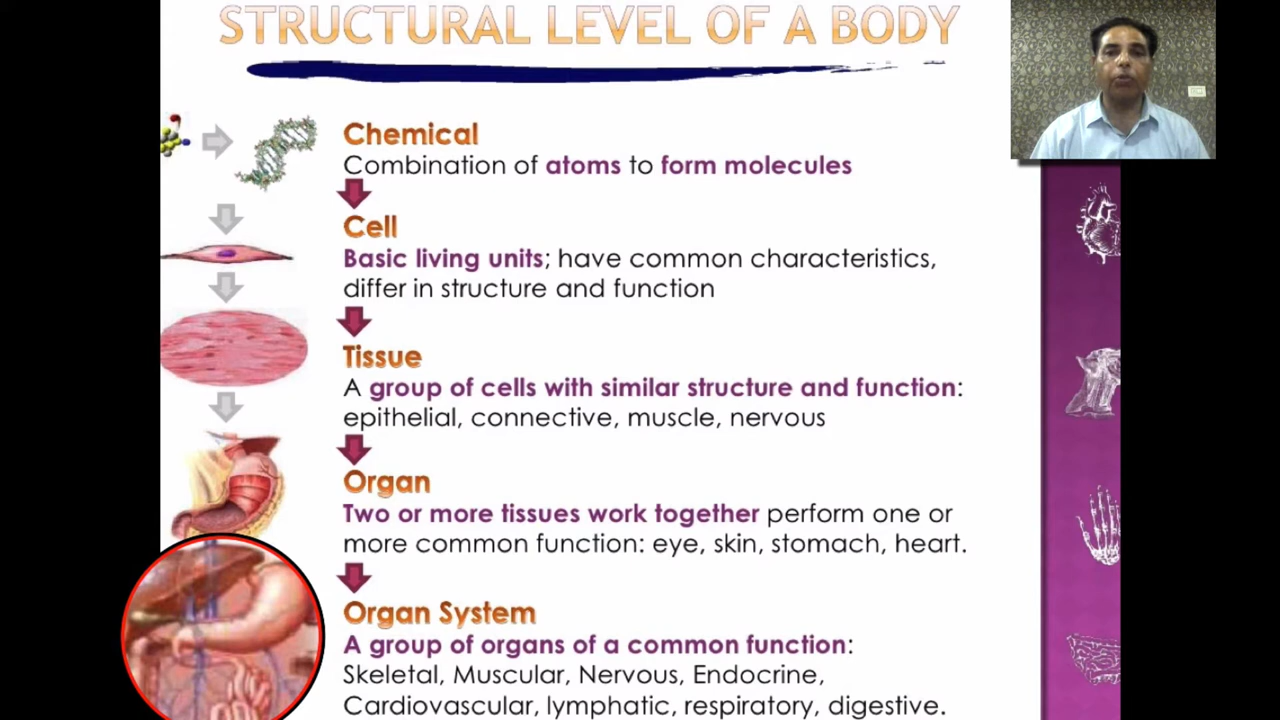 STRUCTURAL LEVEL OF A BODY
Chemical
Combination of atoms to form molecules
Cell
Basic living units; have common characteristics,
differ in structure and function
Tissue
A group of cells with similar structure and function:
epithelial, connective, muscle, nervous
Organ
Two or more tissues work together perform one or
more common function: eye, skin, stomach, heart.
Organ System
A group of organs of a common function:
Skeletal, Muscular, Nervous, Endocrine,
Cardiovascular, lymphatic, respiratory, digestive.